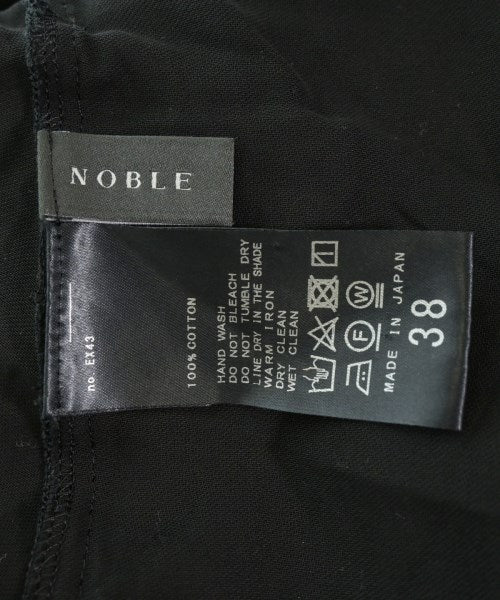 NOBLE
no. EX43
100% COTTON
HAND WASH
DO NOT BLEACH
DO NOT TUMBLE DRY
LINE DRY IN THE SHADE
WARM IRON
DRY CLEAN
WET CLEAN
F
W
MADE IN JAPAN
38